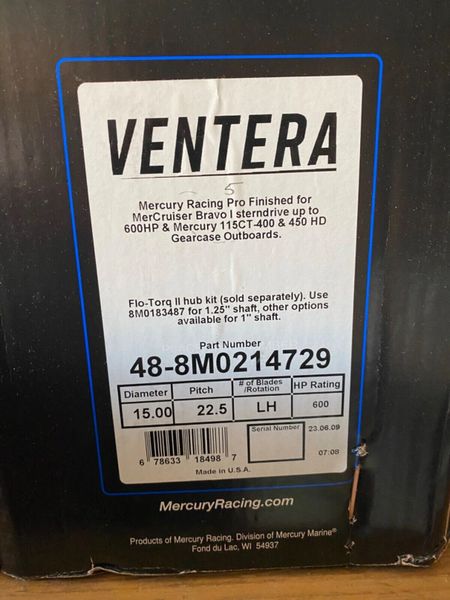 VENTERA
5
Mercury Racing Pro Finished for
MerCruiser Bravo I sterndrive up to
600HP & Mercury 115CT-400 & 450 HD
Gearcase Outboards.
Flo-Torq II hub kit (sold separately). Use
8M0183487 for 1.25" shaft, other options
available for 1" shaft.
Part Number
48-8M0214729
Diameter Pitch # of Blades /Rotation HP Rating
15.00 22.5 LH 600
Serial Number 23.06.09
07:08
6 78633 18498 7
Made in U.S.A.
MercuryRacing.com
Products of Mercury Racing. Division of Mercury Marine®
Fond du Lac, WI 54937